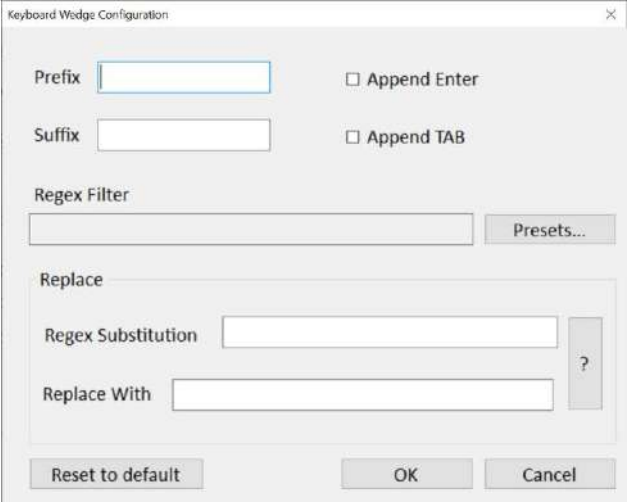 Keyboard Wedge Configuration
Prefix
Append Enter
Suffix
Append TAB
Regex Filter
Presets...
Replace
Regex Substitution
?
Replace With
Reset to default
OK
Cancel